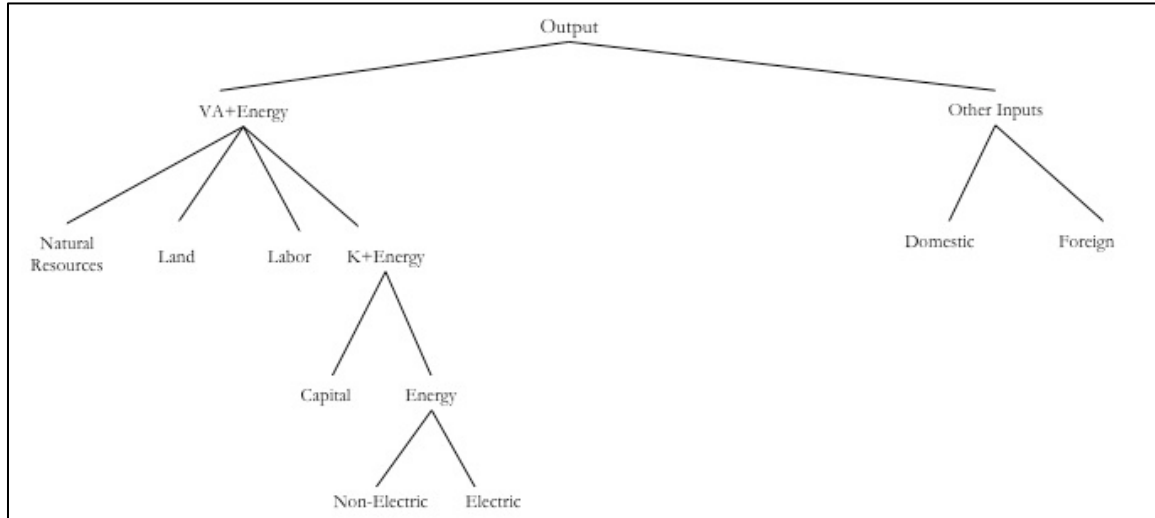 Output
VA+Energy
Other Inputs
Natural
Resources
Land
Labor
K+Energy
Domestic
Foreign
Capital
Energy
Non-Electric
Electric